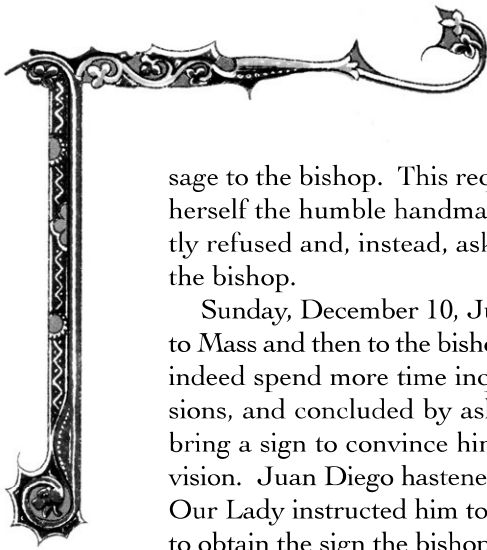 sage to the bishop. This req
herself the humble handma
tly refused and, instead, ask
the bishop.
Sunday, December 10, Ju
to Mass and then to the bisho
indeed spend more time inq
sions, and concluded by ask
bring a sign to convince him
vision. Juan Diego hastene
Our Lady instructed him to
to obtain the sign the bishop